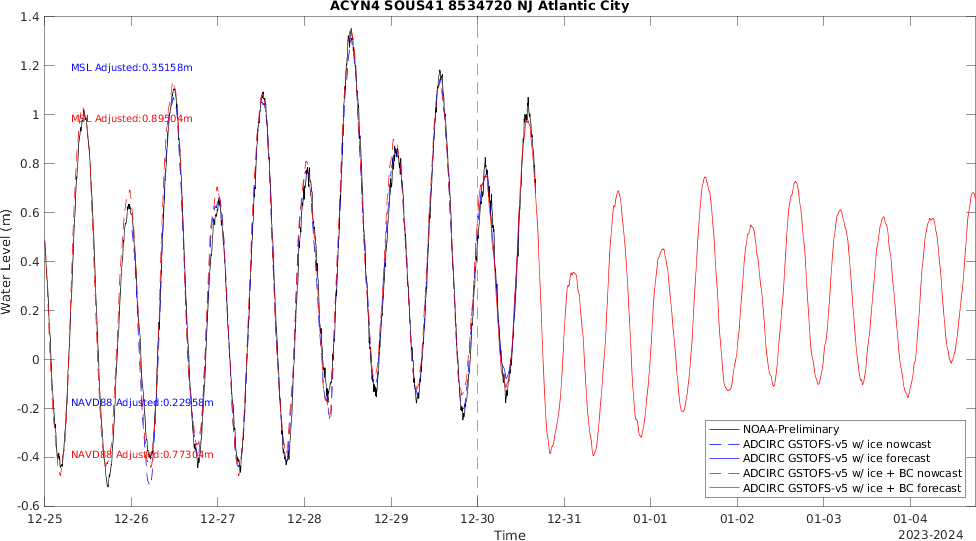 ACYN4 SOUS41 8534720 NJ Atlantic City
1.4
1.2
1
0.8
0.6
0.4
0.2
0
-0.2
-0.4
-0.6
Water Level (m)
MSL Adjusted:0.35158m
MSL Adjusted:0.89504m
NAVD88 Adjusted:0.22958m
NAVD88 Adjusted:0.77304m
NOAA-Preliminary
ADCIRC GSTOFS-v5 w/ ice nowcast
ADCIRC GSTOFS-v5 w/ ice forecast
ADCIRC GSTOFS-v5 w/ ice + BC nowcast
ADCIRC GSTOFS-v5 w/ ice + BC forecast
12-25 12-26 12-27 12-28 12-29 12-30 12-31 01-01 01-02 01-03 01-04
Time
2023-2024